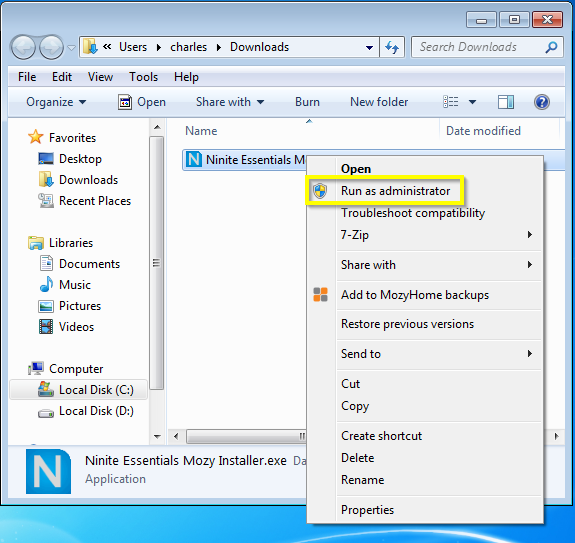 « Users ▸ charles ▸ Downloads
Search Downloads
File Edit View Tools Help
Organize Open Share with Burn New folder
Favorites
Desktop
Downloads
Recent Places
Libraries
Documents
Music
Pictures
Videos
Computer
Local Disk (C:)
Local Disk (D:)
Name Date modified
N Ninite Essentials M
Open
Run as administrator
Troubleshoot compatibility
7-Zip
Share with
Add to MozyHome backups
Restore previous versions
Send to
Cut
Copy
Create shortcut
Delete
Rename
Properties
N Ninite Essentials Mozy Installer.exe Da
Application